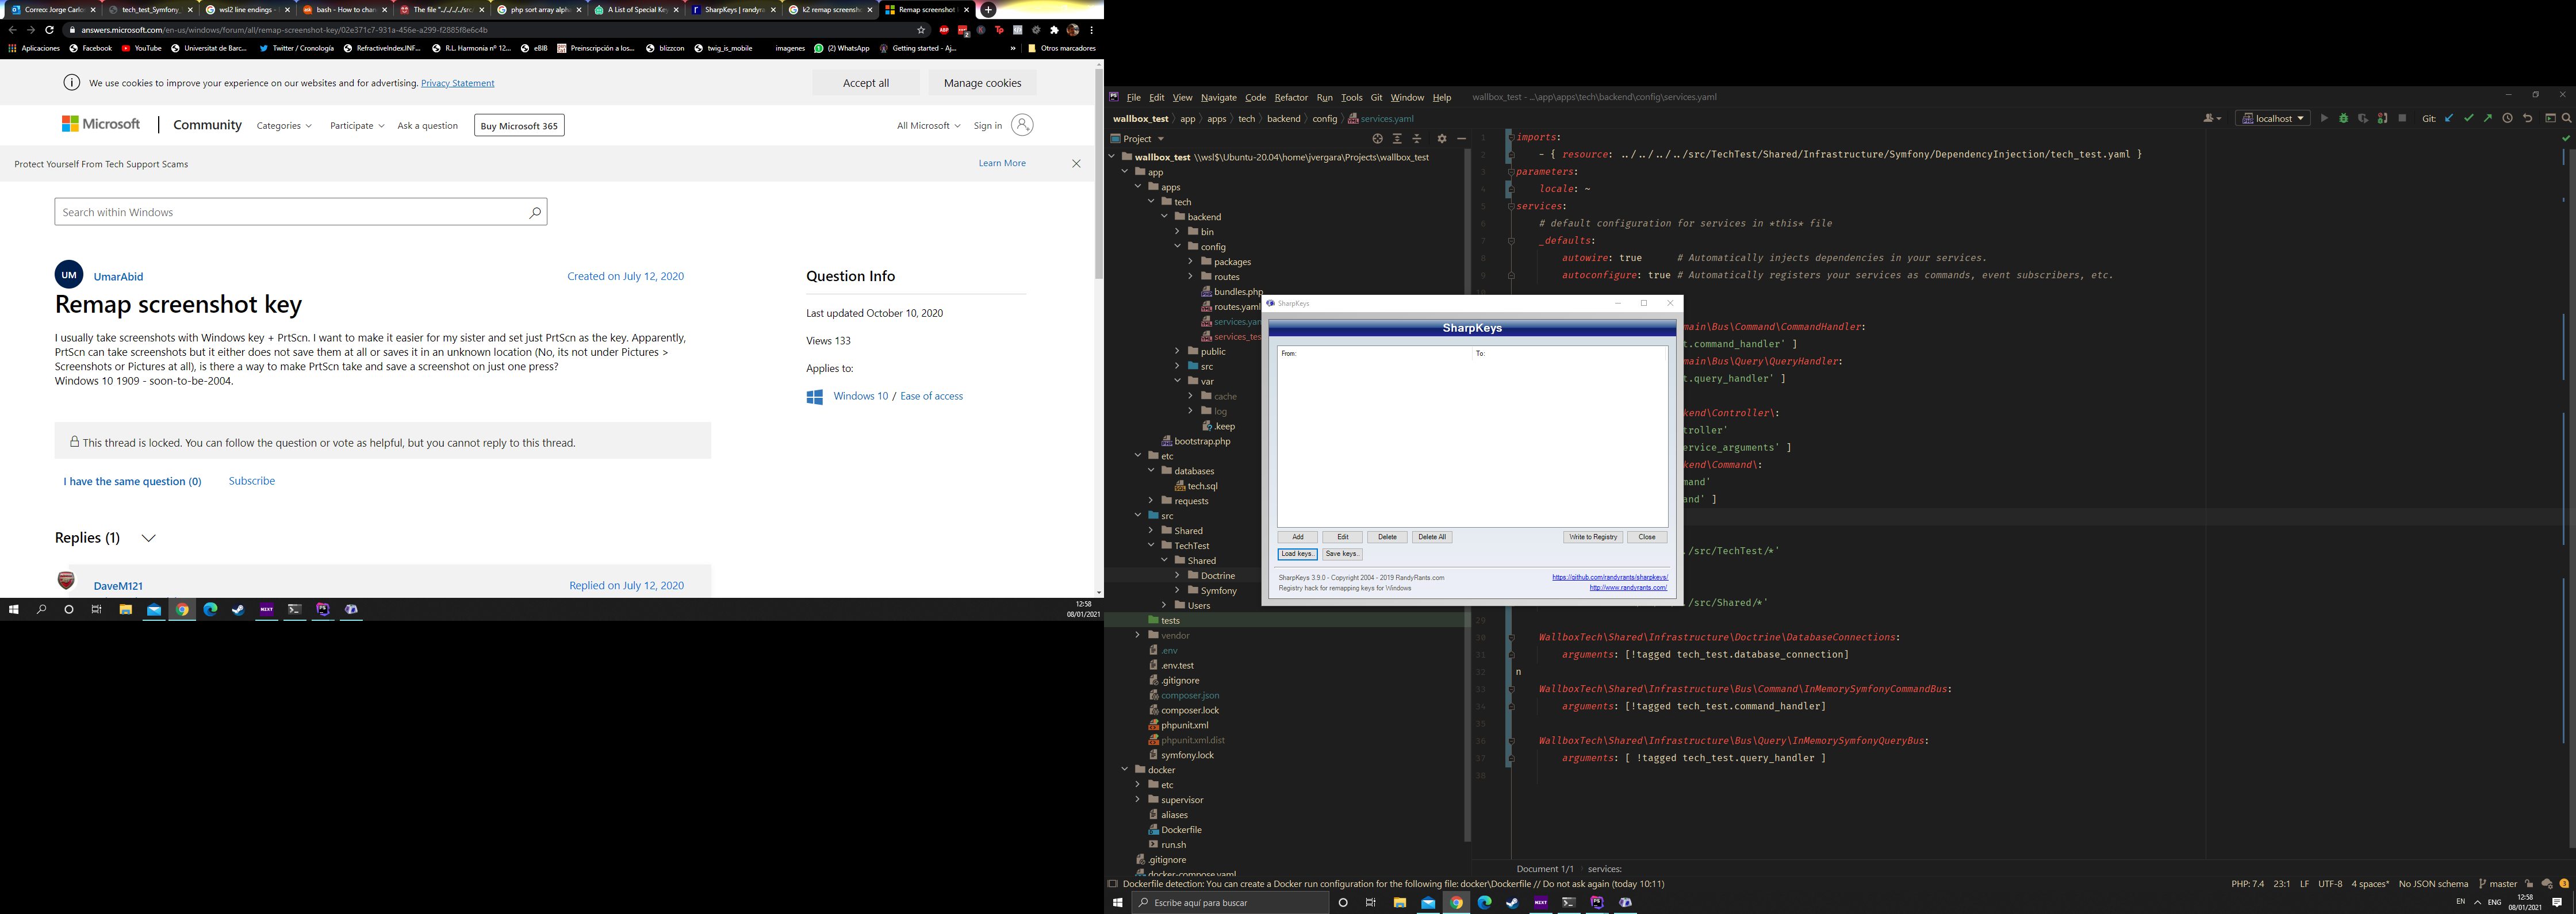 Correo: Jorge Carlo
tech_test_Symfony_
wsl2 line endings -
bash - How to chan
The file "../../../../src/
php sort array alpha
A List of Special Key
SharpKeys | randyra
k2 remap screensh
Remap screenshot
answers.microsoft.com/en-us/windows/forum/all/remap-screenshot-key/02e371c7-931a-456e-a299-f2885f8e6c4b
Aplicaciones
Facebook
YouTube
Universitat de Barc...
Twitter / Cronología
RefractiveIndex.INF...
R.L. Harmonia nº 12...
eBIB
Preinscripción a los...
blizzcon
twig_is_mobile
imagenes
(2) WhatsApp
Getting started - Aj...
»
Otros marcadores
We use cookies to improve your experience on our websites and for advertising. Privacy Statement
Accept all
Manage cookies
Microsoft
Community
Categories
Participate
Ask a question
Buy Microsoft 365
All Microsoft
Sign in
Protect Yourself From Tech Support Scams
Learn More
Search within Windows
UM
UmarAbid
Created on July 12, 2020
Remap screenshot key
I usually take screenshots with Windows key + PrtScn. I want to make it easier for my sister and set just PrtScn as the key. Apparently,
PrtScn can take screenshots but it either does not save them at all or saves it in an unknown location (No, its not under Pictures >
Screenshots or Pictures at all), is there a way to make PrtScn take and save a screenshot on just one press?
Windows 10 1909 - soon-to-be-2004.
This thread is locked. You can follow the question or vote as helpful, but you cannot reply to this thread.
I have the same question (0)
Subscribe
Replies (1)
DaveM121
Replied on July 12, 2020
Question Info
Last updated October 10, 2020
Views 133
Applies to:
Windows 10 / Ease of access
12:58
08/01/2021
File Edit View Navigate Code Refactor Run Tools Git Window Help
wallbox_test - ...\app\apps\tech\backend\config\services.yaml
wallbox_test
app
apps
tech
backend
config
services.yaml
localhost
Git:
Project
wallbox_test \\wsl$\Ubuntu-20.04\home\jvergara\Projects\wallbox_test
app
apps
tech
backend
bin
config
packages
routes
bundles.php
routes.yaml
services.yam
services_tes
public
src
var
cache
log
.keep
bootstrap.php
etc
databases
tech.sql
requests
src
Shared
TechTest
Shared
Doctrine
Symfony
Users
tests
vendor
.env
.env.test
.gitignore
composer.json
composer.lock
phpunit.xml
phpunit.xml.dist
symfony.lock
docker
etc
supervisor
aliases
Dockerfile
run.sh
.gitignore
docker-compose.yaml
1 imports:
2 - { resource: ../../../../src/TechTest/Shared/Infrastructure/Symfony/DependencyInjection/tech_test.yaml }
3 parameters:
4 locale: ~
5 services:
6 # default configuration for services in *this* file
7 _defaults:
8 autowire: true # Automatically injects dependencies in your services.
9 autoconfigure: true # Automatically registers your services as commands, event subscribers, etc.
10
main\Bus\Command\CommandHandler:
t.command_handler' ]
main\Bus\Query\QueryHandler:
t.query_handler' ]
kend\Controller\:
troller'
ervice_arguments' ]
kend\Command\:
mand'
and' ]
./src/TechTest/*'
./src/Shared/*'
29
30 WallboxTech\Shared\Infrastructure\Doctrine\DatabaseConnections:
31 arguments: [!tagged tech_test.database_connection]
32 n
33 WallboxTech\Shared\Infrastructure\Bus\Command\InMemorySymfonyCommandBus:
34 arguments: [!tagged tech_test.command_handler]
35
36 WallboxTech\Shared\Infrastructure\Bus\Query\InMemorySymfonyQueryBus:
37 arguments: [ !tagged tech_test.query_handler ]
38
SharpKeys
SharpKeys
From:
To:
Add
Edit
Delete
Delete All
Write to Registry
Close
Load keys..
Save keys..
SharpKeys 3.9.0 - Copyright 2004 - 2019 RandyRants.com
https://github.com/randyrants/sharpkeys/
Registry hack for remapping keys for Windows
http://www.randyrants.com/
Document 1/1
services:
Dockerfile detection: You can create a Docker run configuration for the following file: docker\Dockerfile // Do not ask again (today 10:11)
PHP: 7.4
23:1
LF
UTF-8
4 spaces*
No JSON schema
master
3
Escribe aquí para buscar
EN
ENG
12:58
08/01/2021